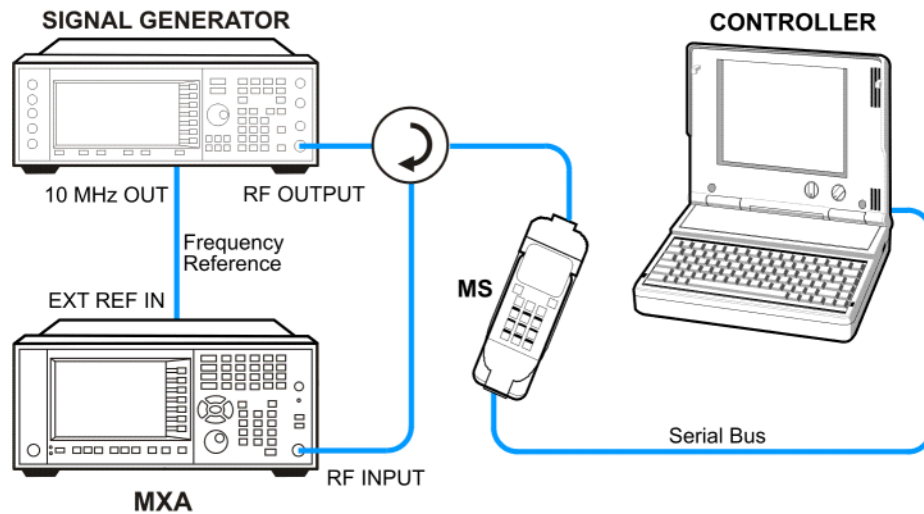 SIGNAL GENERATOR
CONTROLLER
10 MHz OUT
RF OUTPUT
Frequency
Reference
MS
EXT REF IN
Serial Bus
RF INPUT
MXA